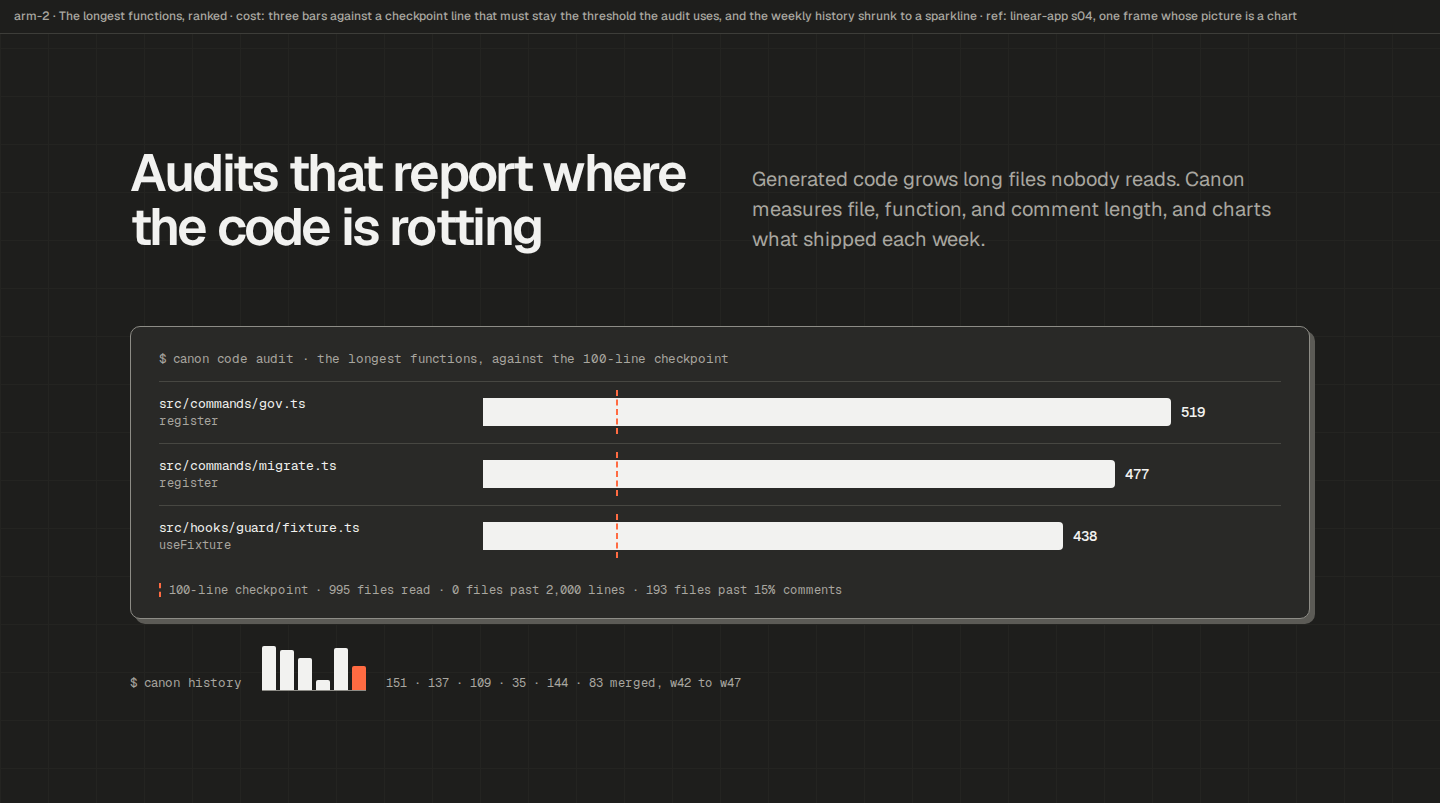 arm-2 · The longest functions, ranked · cost: three bars against a checkpoint line that must stay the threshold the audit uses, and the weekly history shrunk to a sparkline · ref: linear-app s04, one frame whose picture is a chart
Audits that report where
the code is rotting
Generated code grows long files nobody reads. Canon
measures file, function, and comment length, and charts
what shipped each week.
$ canon code audit · the longest functions, against the 100-line checkpoint
src/commands/gov.ts
register
519
src/commands/migrate.ts
register
477
src/hooks/guard/fixture.ts
useFixture
438
100-line checkpoint · 995 files read · 0 files past 2,000 lines · 193 files past 15% comments
$ canon history
151 · 137 · 109 · 35 · 144 · 83 merged, w42 to w47